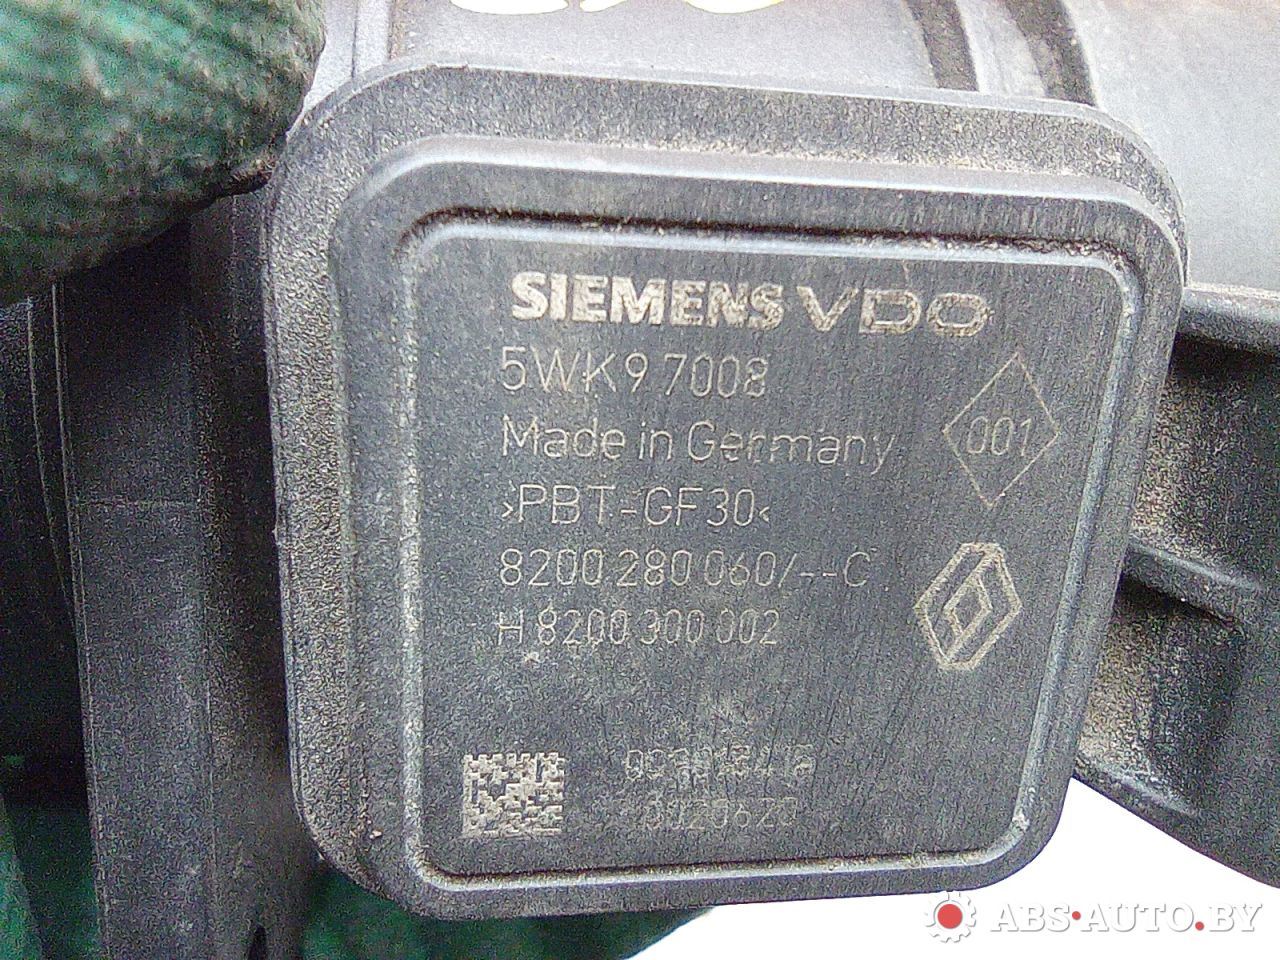 SIEMENS VDO
5WK9 7008
Made in Germany
001
>PBT-GF30<
8200 280 060/--C
H 8200 300 002
0020620
ABS·AUTO.BY